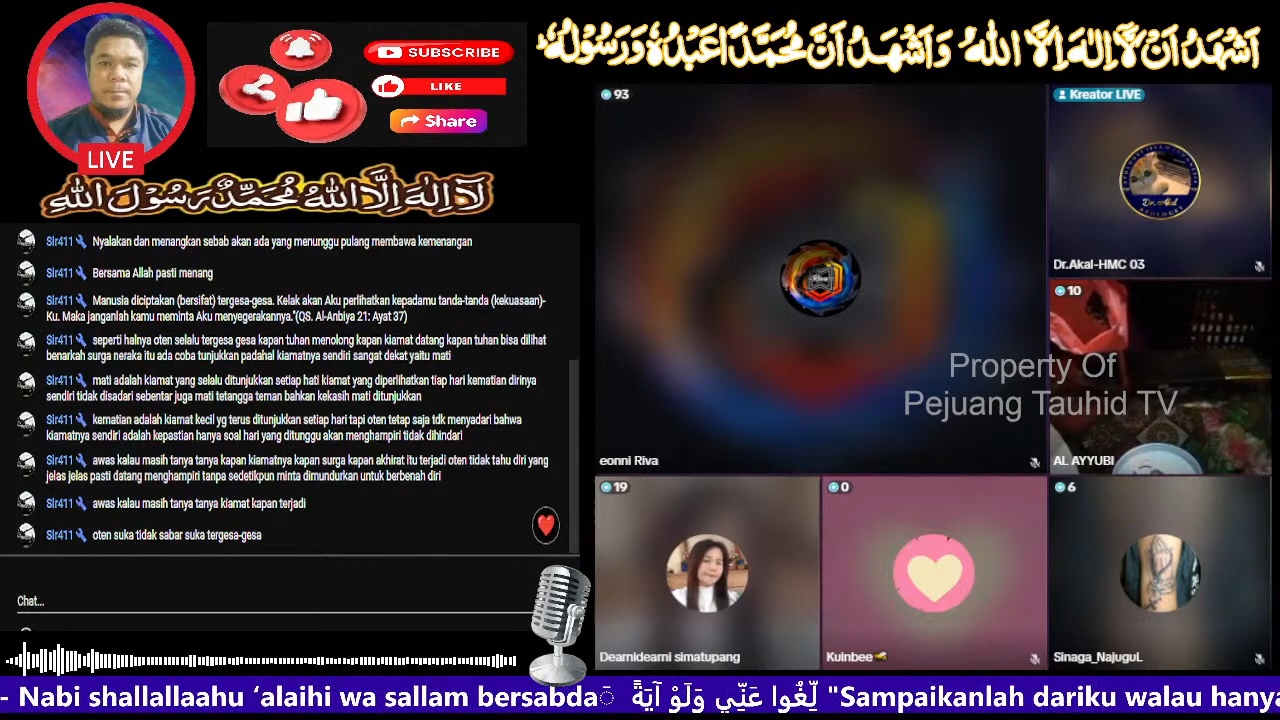 SUBSCRIBE
LIKE
Share
LIVE
اَشْهَدُ اَنْ لَّا اِلٰهَ اِلَّا اللهُ وَاَشْهَدُ اَنَّ مُحَمَّدًا عَبْدُهٗ وَرَسُوْلُهٗ
لَآ اِلٰهَ اِلَّا اللهُ مُحَمَّدٌ رَسُوْلُ اللهِ
Sir411 Nyalakan dan menangkan sebab akan ada yang menunggu pulang membawa kemenangan
Sir411 Bersama Allah pasti menang
Sir411 Manusia diciptakan (bersifat) tergesa-gesa. Kelak akan Aku perlihatkan kepadamu tanda-tanda (kekuasaan)-
Ku. Maka janganlah kamu meminta Aku menyegerakannya."(QS. Al-Anbiya 21: Ayat 37)
Sir411 seperti halnya oten selalu tergesa gesa kapan tuhan menolong kapan kiamat datang kapan tuhan bisa dilihat
benarkah surga neraka itu ada coba tunjukkan padahal kiamatnya sendiri sangat dekat yaitu mati
Sir411 mati adalah kiamat yang selalu ditunjukkan setiap hati kiamat yang diperlihatkan tiap hari kematian dirinya
sendiri tidak disadari sebentar juga mati tetangga teman bahkan kekasih mati ditunjukkan
Sir411 kematian adalah kiamat kecil yg terus ditunjukkan setiap hari tapi oten tetap saja tdk menyadari bahwa
kiamatnya sendiri adalah kepastian hanya soal hari yang ditunggu akan menghampiri tidak dihindari
Sir411 awas kalau masih tanya tanya kapan kiamatnya kapan surga kapan akhirat itu terjadi oten tidak tahu diri yang
jelas jelas pasti datang menghampiri tanpa sedetikpun minta dimundurkan untuk berbenah diri
Sir411 awas kalau masih tanya tanya kiamat kapan terjadi
Sir411 oten suka tidak sabar suka tergesa-gesa
Chat...
93
eonni Riva
Kreator LIVE
Dr. Akal
Dr.Akal-HMC 03
10
AL AYYUBI
Property Of
Pejuang Tauhid TV
19
Dearnidearni simatupang
0
Kuinbee
6
Sinaga_NajuguL
- Nabi shallallaahu ‘alaihi wa sallam bersabda لِّغُوا عَنِّي وَلَوْ آيَةً "Sampaikanlah dariku walau hanya